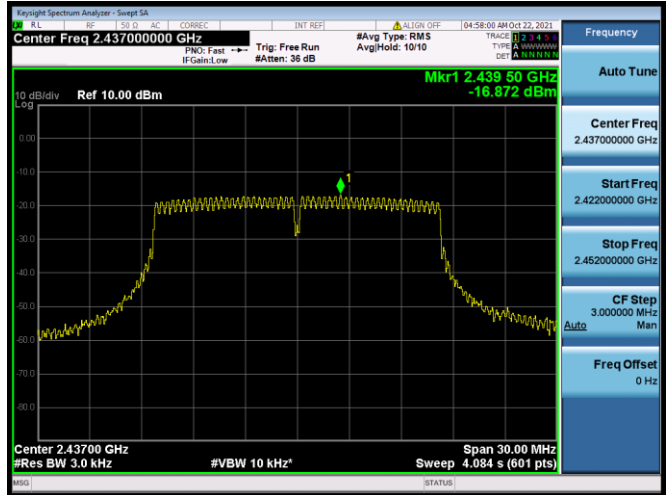 Keysight Spectrum Analyzer - Swept SA
RL RF 50 Ω AC CORREC INT REF ALIGN OFF 04:58:00 AM Oct 22, 2021
Center Freq 2.437000000 GHz
PNO: Fast
IFGain:Low
Trig: Free Run
#Atten: 36 dB
#Avg Type: RMS
Avg|Hold: 10/10
TRACE 1 2 3 4 5 6
TYPE A WWWWW
DET A N N N N N
Mkr1 2.439 50 GHz
-16.872 dBm
10 dB/div Ref 10.00 dBm
Log
0.00
-10.0
-20.0
-30.0
-40.0
-50.0
-60.0
-70.0
-80.0
1
Center 2.43700 GHz
#Res BW 3.0 kHz
#VBW 10 kHz*
Span 30.00 MHz
Sweep 4.084 s (601 pts)
MSG
STATUS
Frequency
Auto Tune
Center Freq
2.437000000 GHz
Start Freq
2.422000000 GHz
Stop Freq
2.452000000 GHz
CF Step
3.000000 MHz
Auto Man
Freq Offset
0 Hz